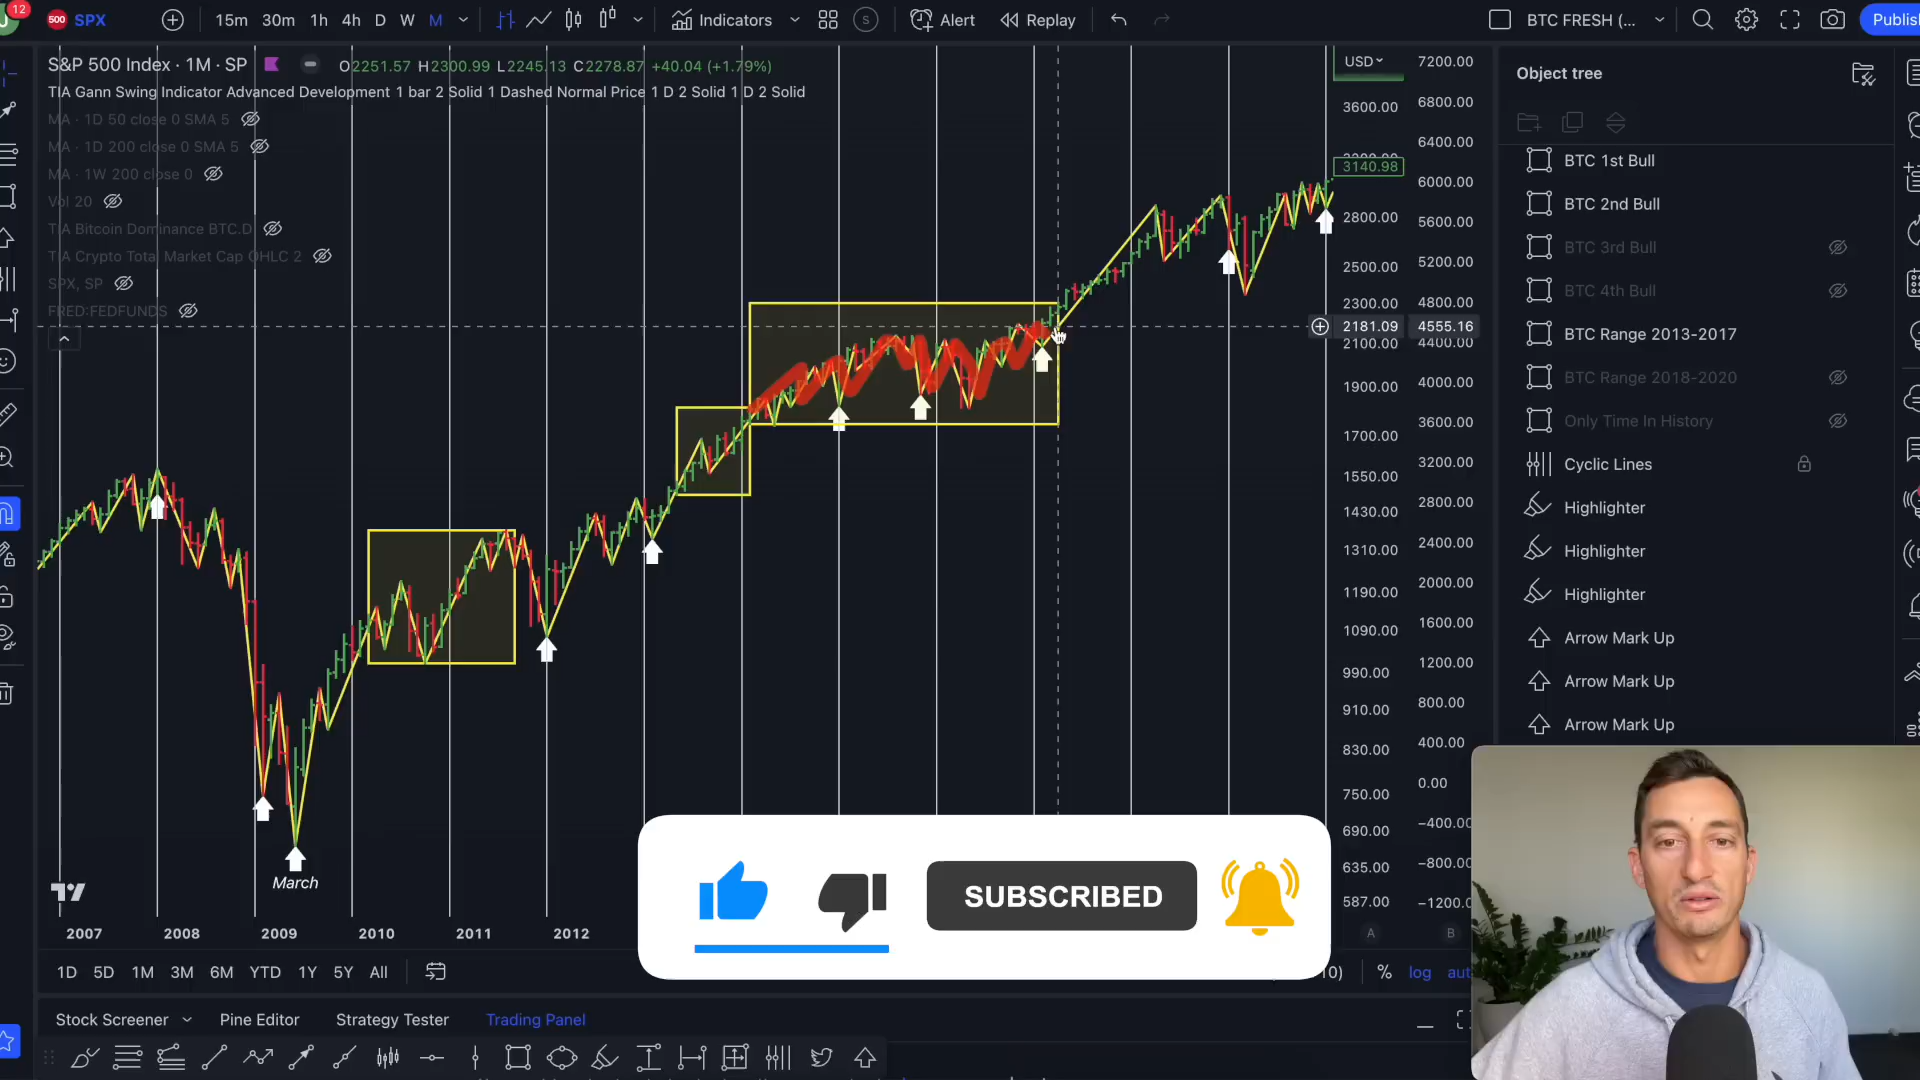 12
500 SPX 15m 30m 1h 4h D W M Indicators S Alert Replay BTC FRESH (... Publish
S&P 500 Index · 1M · SP O2251.57 H2300.99 L2245.13 C2278.87 +40.04 (+1.79%)
TIA Gann Swing Indicator Advanced Development 1 bar 2 Solid 1 Dashed Normal Price 1 D 2 Solid 1 D 2 Solid
MA · 1D 50 close 0 SMA 5
MA · 1D 200 close 0 SMA 5
MA · 1W 200 close 0
Vol 20
TIA Bitcoin Dominance BTC.D
TIA Crypto Total Market Cap OHLC 2
SPX, SP
FRED:FEDFUNDS
March
USD
3600.00
3140.98
2800.00
2500.00
2300.00
2181.09
2100.00
1900.00
1700.00
1550.00
1430.00
1310.00
1190.00
1090.00
990.00
910.00
830.00
750.00
690.00
635.00
587.00
A
7200.00
6800.00
6400.00
6000.00
5600.00
5200.00
4800.00
4555.16
4400.00
4000.00
3600.00
3200.00
2800.00
2400.00
2000.00
1600.00
1200.00
800.00
400.00
0.00
−400.00
−800.00
−1200.0
B
2007 2008 2009 2010 2011 2012
SUBSCRIBED
1D 5D 1M 3M 6M YTD 1Y 5Y All % log aut
Stock Screener Pine Editor Strategy Tester Trading Panel
Object tree
BTC 1st Bull
BTC 2nd Bull
BTC 3rd Bull
BTC 4th Bull
BTC Range 2013-2017
BTC Range 2018-2020
Only Time In History
Cyclic Lines
Highlighter
Highlighter
Highlighter
Arrow Mark Up
Arrow Mark Up
Arrow Mark Up